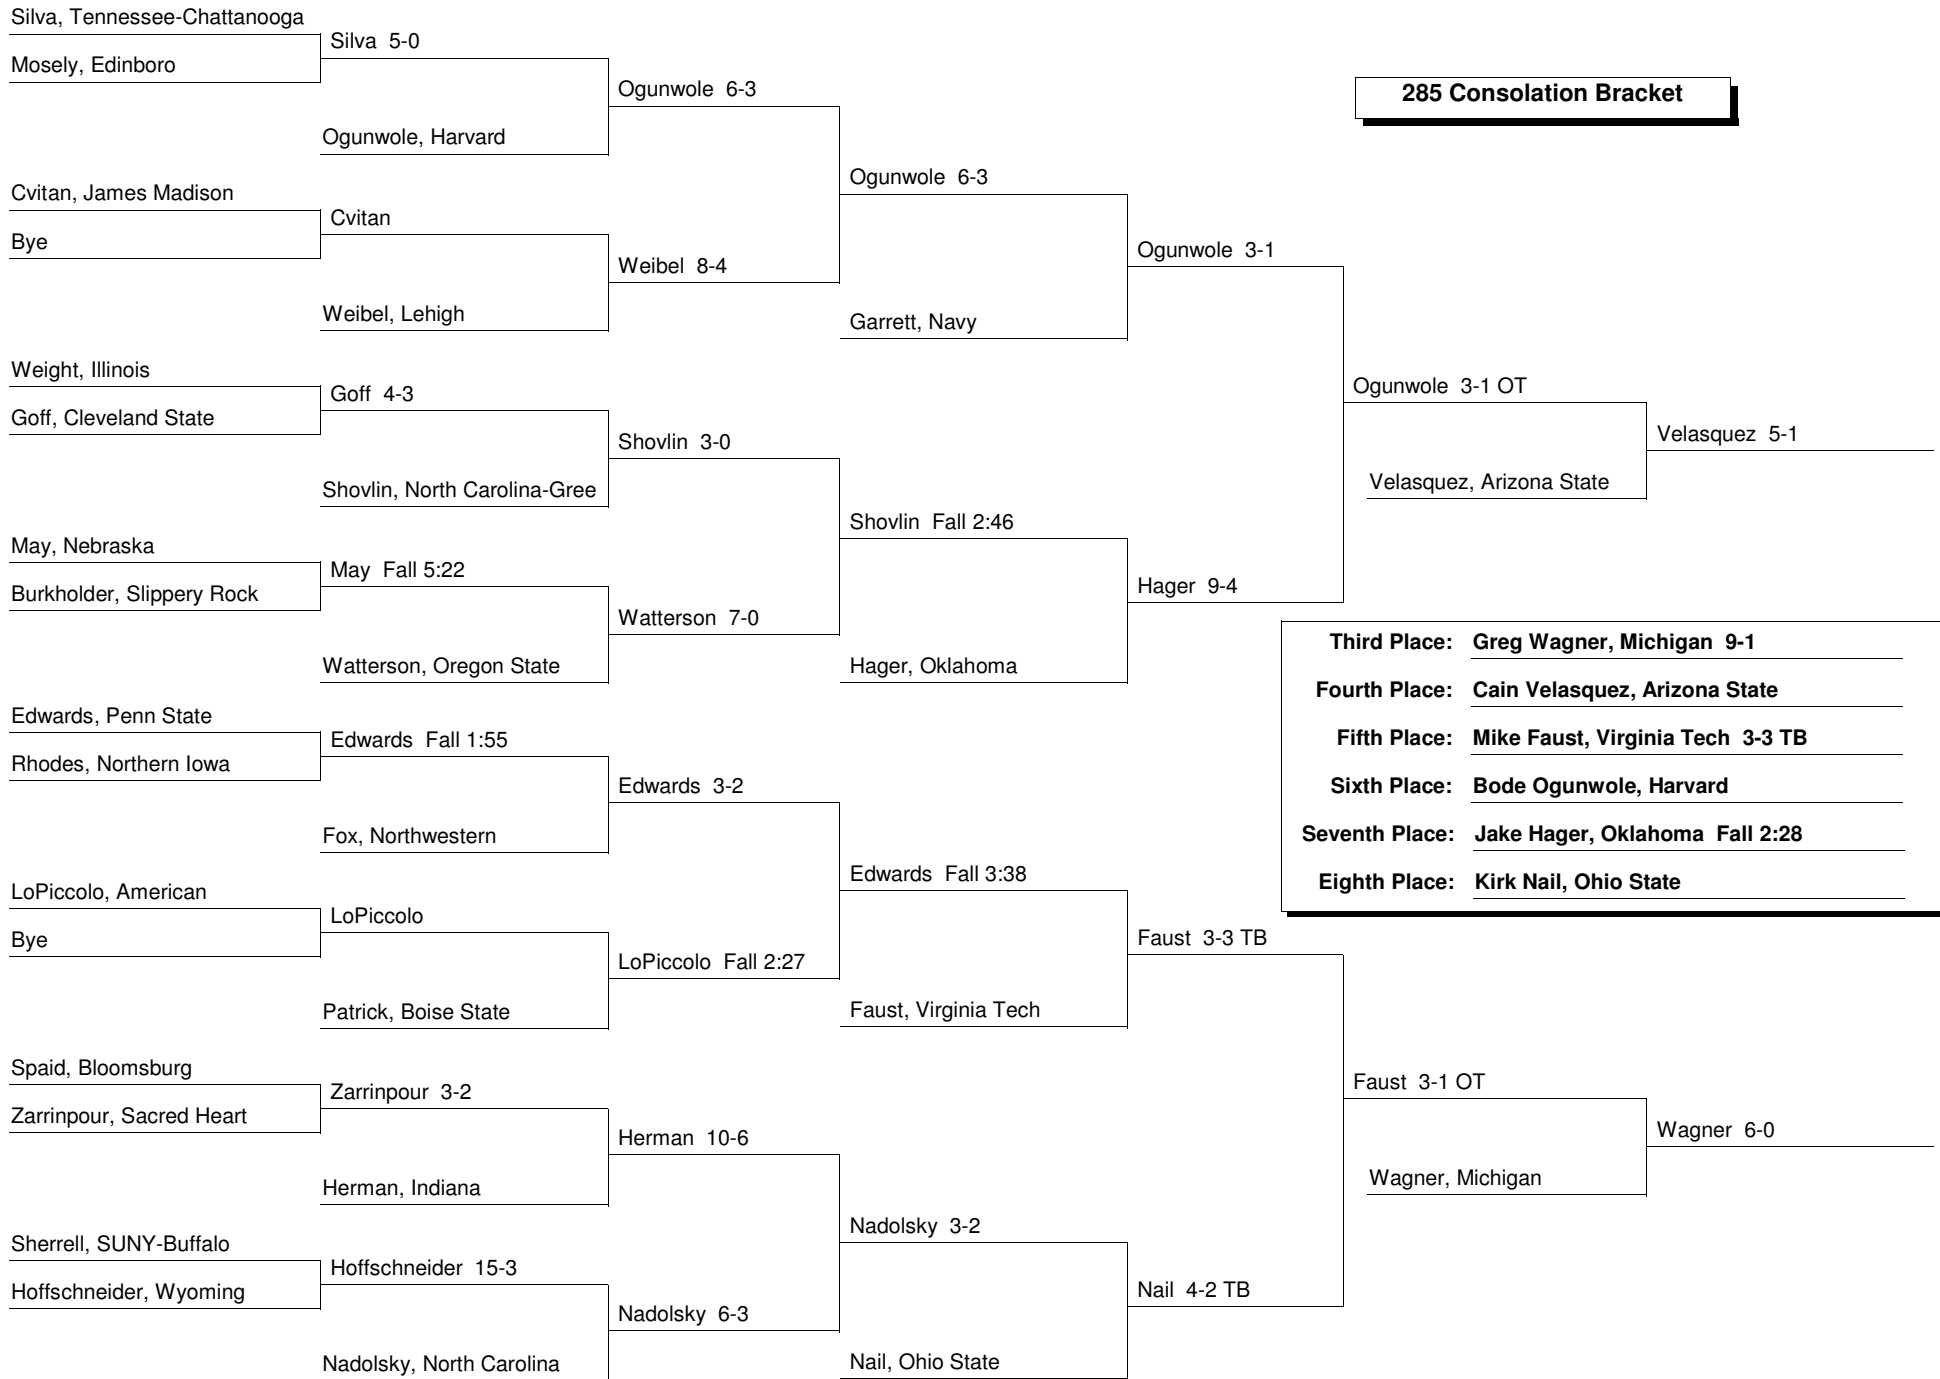 Silva, Tennessee-Chattanooga
Mosely, Edinboro
Cvitan, James Madison
Bye
Weight, Illinois
Goff, Cleveland State
May, Nebraska
Burkholder, Slippery Rock
Edwards, Penn State
Rhodes, Northern Iowa
LoPiccolo, American
Bye
Spaid, Bloomsburg
Zarrinpour, Sacred Heart
Sherrell, SUNY-Buffalo
Hoffschneider, Wyoming
Silva 5-0
Ogunwole, Harvard
Cvitan
Weibel, Lehigh
Goff 4-3
Shovlin, North Carolina-Gree
May Fall 5:22
Watterson, Oregon State
Edwards Fall 1:55
Fox, Northwestern
LoPiccolo
Patrick, Boise State
Zarrinpour 3-2
Herman, Indiana
Hoffschneider 15-3
Nadolsky, North Carolina
Ogunwole 6-3
Weibel 8-4
Shovlin 3-0
Watterson 7-0
Edwards 3-2
LoPiccolo Fall 2:27
Herman 10-6
Nadolsky 6-3
Ogunwole 6-3
Garrett, Navy
Shovlin Fall 2:46
Hager, Oklahoma
Edwards Fall 3:38
Faust, Virginia Tech
Nadolsky 3-2
Nail, Ohio State
Ogunwole 3-1
Hager 9-4
Faust 3-3 TB
Nail 4-2 TB
Ogunwole 3-1 OT
Velasquez, Arizona State
Faust 3-1 OT
Wagner, Michigan
Velasquez 5-1
Wagner 6-0
285 Consolation Bracket
Third Place: Greg Wagner, Michigan 9-1
Fourth Place: Cain Velasquez, Arizona State
Fifth Place: Mike Faust, Virginia Tech 3-3 TB
Sixth Place: Bode Ogunwole, Harvard
Seventh Place: Jake Hager, Oklahoma Fall 2:28
Eighth Place: Kirk Nail, Ohio State